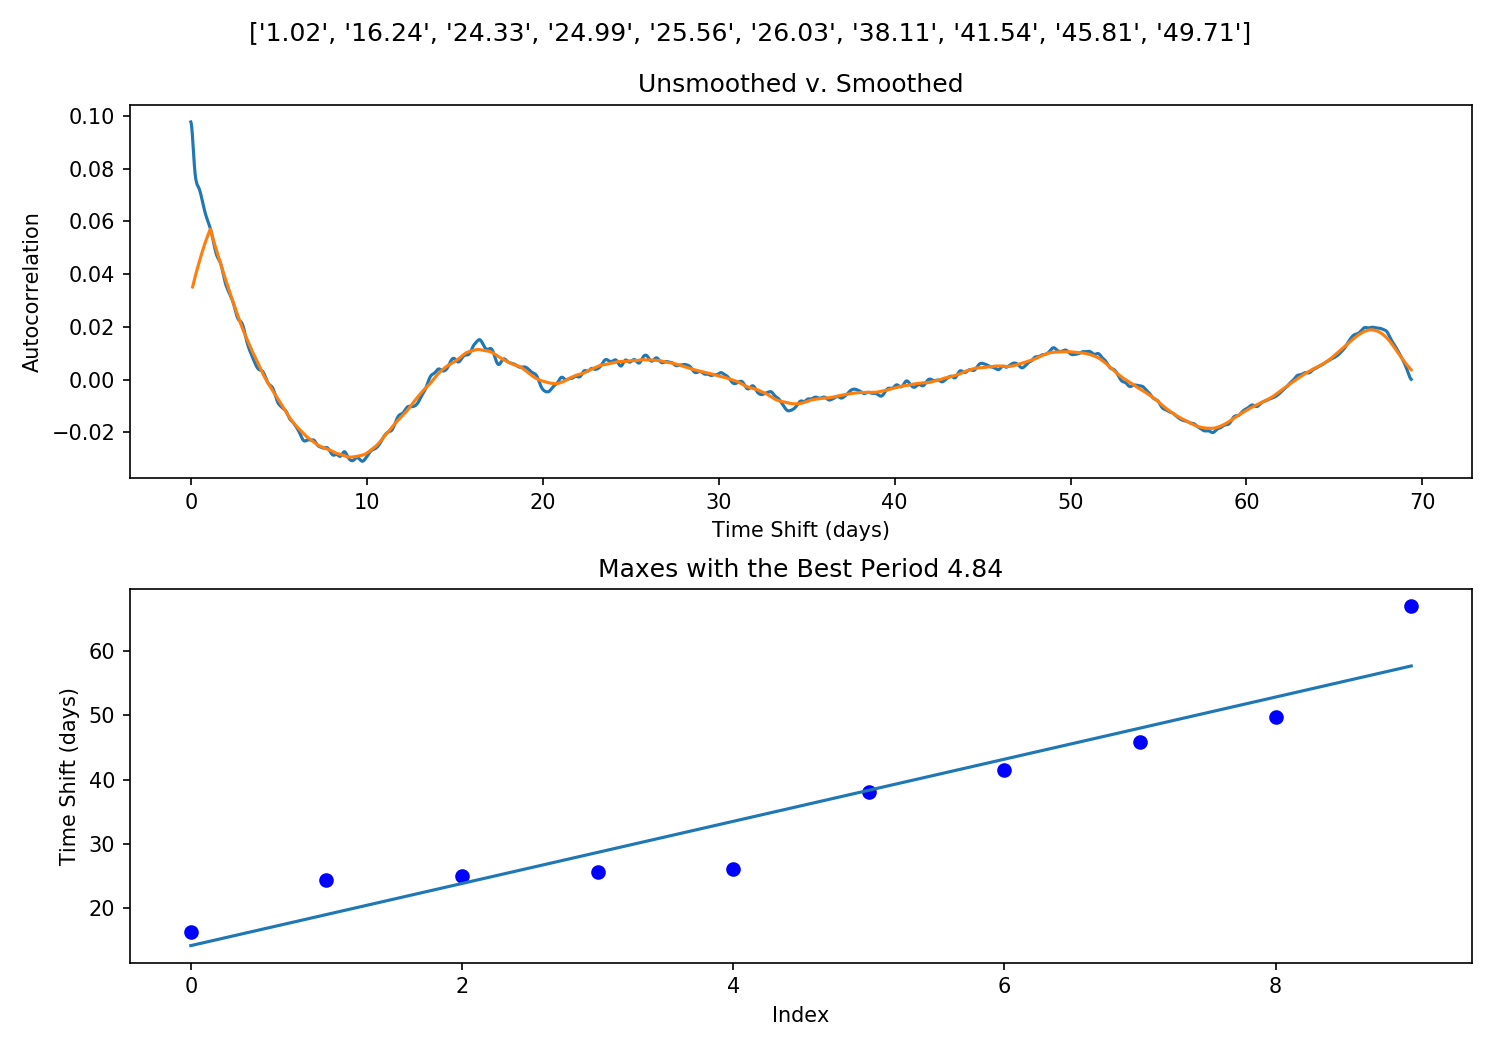 ['1.02', '16.24', '24.33', '24.99', '25.56', '26.03', '38.11', '41.54', '45.81', '49.71']
Unsmoothed v. Smoothed
Autocorrelation
0.10
0.08
0.06
0.04
0.02
0.00
−0.02
0 10 20 30 40 50 60 70
Time Shift (days)
Maxes with the Best Period 4.84
Time Shift (days)
60
50
40
30
20
0 2 4 6 8
Index